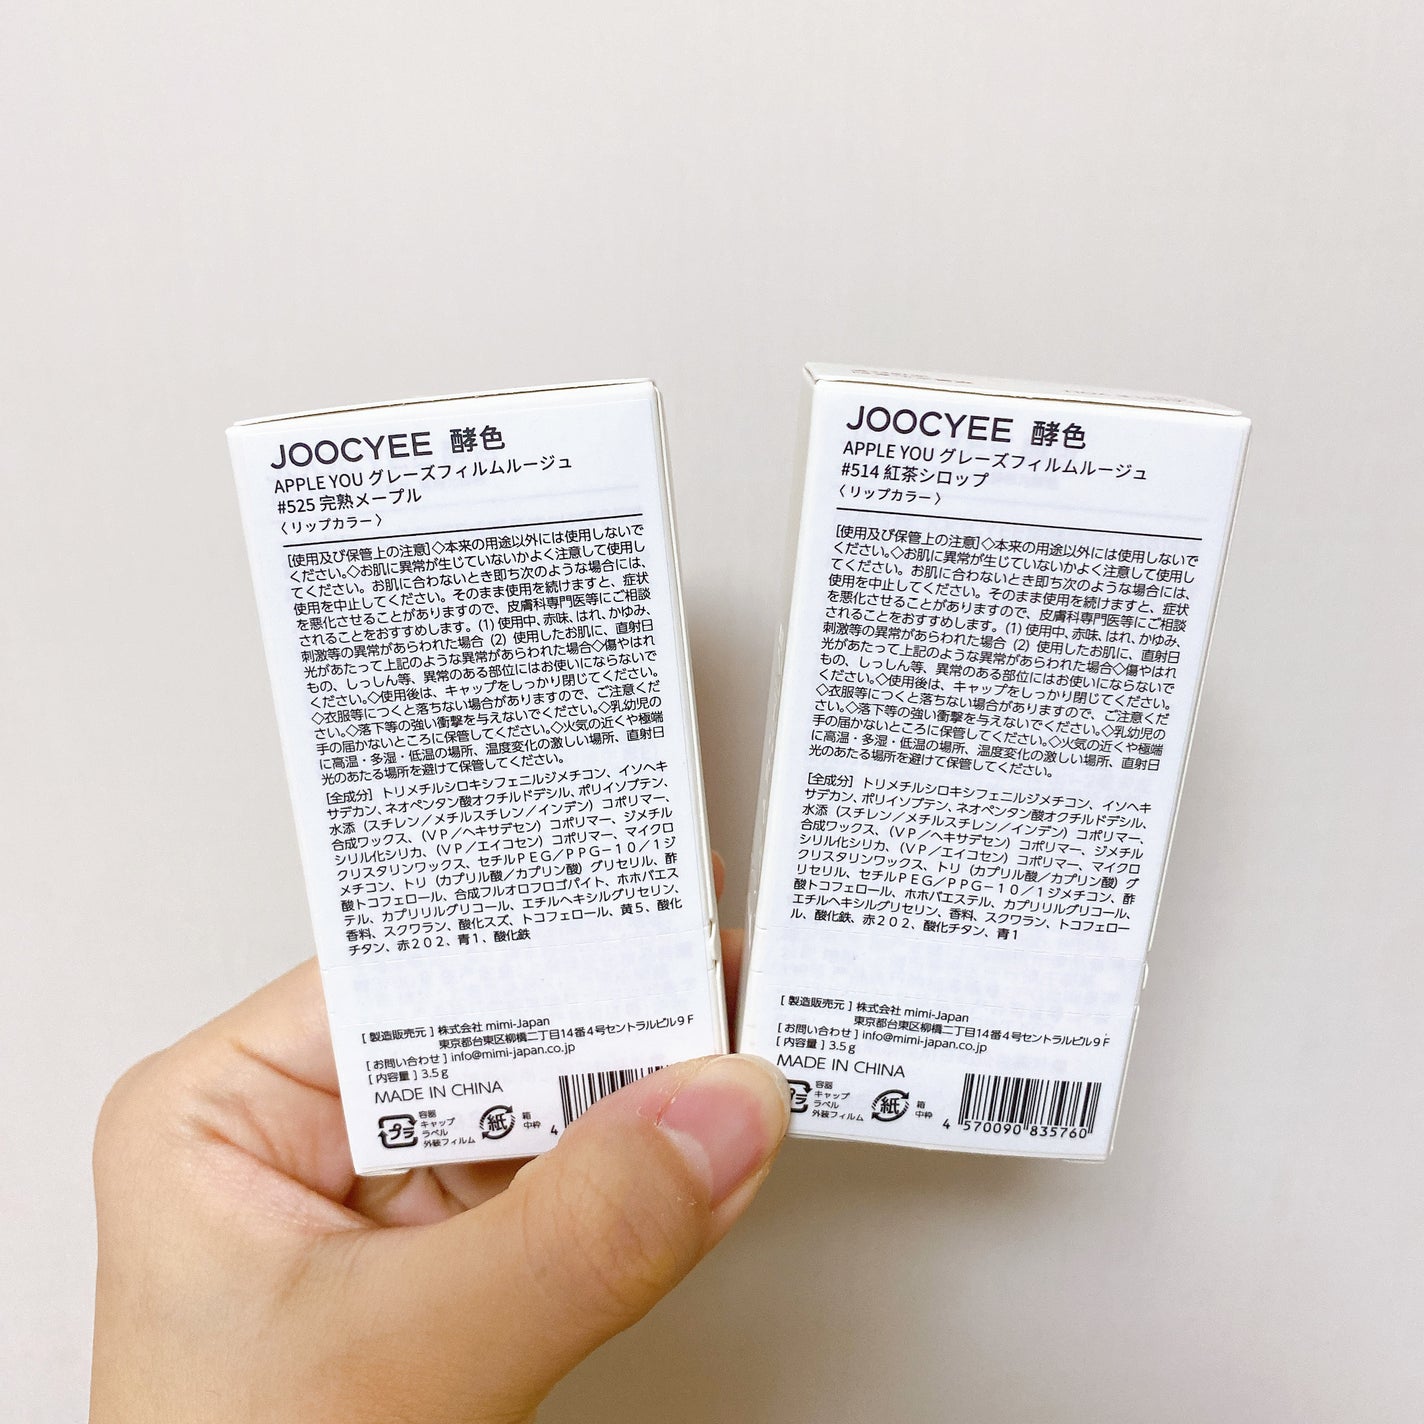 JOOCYEE 酵色
APPLE YOU グレーズフィルムルージュ
#525 完熟メープル
〈リップカラー〉
[使用及び保管上の注意]◇本来の用途以外には使用しないで
ください。◇お肌に異常が生じていないかよく注意して使用し
てください。お肌に合わないとき即ち次のような場合には、
使用を中止してください。そのまま使用を続けますと、症状
を悪化させることがありますので、皮膚科専門医等にご相談
されることをおすすめします。(1) 使用中、赤味、はれ、かゆみ、
刺激等の異常があらわれた場合 (2) 使用したお肌に、直射日
光があたって上記のような異常があらわれた場合◇傷やはれ
もの、しっしん等、異常のある部位にはお使いにならないで
ください。◇使用後は、キャップをしっかり閉じてください。
◇衣服等につくと落ちない場合がありますので、ご注意くだ
さい。◇落下等の強い衝撃を与えないでください。◇乳幼児の
手の届かないところに保管してください。◇火気の近くや極端
に高温・多湿・低温の場所、温度変化の激しい場所、直射日
光のあたる場所を避けて保管してください。
[全成分] トリメチルシロキシフェニルジメチコン、イソヘキ
サデカン、ネオペンタン酸オクチルドデシル、ポリイソブテン、
水添（スチレン／メチルスチレン／インデン）コポリマー、
合成ワックス、（ＶＰ／ヘキサデセン）コポリマー、ジメチル
シリル化シリカ、（ＶＰ／エイコセン）コポリマー、マイクロ
クリスタリンワックス、セチルＰＥＧ／ＰＰＧ－１０／１ジ
メチコン、トリ（カプリル酸／カプリン酸）グリセリル、酢
酸トコフェロール、合成フルオロフロゴパイト、ホホバエス
テル、カプリリルグリコール、エチルヘキシルグリセリン、
香料、スクワラン、酸化スズ、トコフェロール、黄５、酸化
チタン、赤２０２、青１、酸化鉄
[ 製造販売元 ] 株式会社 mimi-Japan
東京都台東区柳橋二丁目14番４号セントラルビル９Ｆ
[ お問い合わせ ] info@mimi-japan.co.jp
[ 内容量 ] 3.5ｇ
MADE IN CHINA
プラ
容器
キャップ
ラベル
外装フィルム
紙
箱
中枠
4
JOOCYEE 酵色
APPLE YOU グレーズフィルムルージュ
#514 紅茶シロップ
〈リップカラー〉
[使用及び保管上の注意]◇本来の用途以外には使用しないで
ください。◇お肌に異常が生じていないかよく注意して使用し
てください。お肌に合わないとき即ち次のような場合には、
使用を中止してください。そのまま使用を続けますと、症状
を悪化させることがありますので、皮膚科専門医等にご相談
されることをおすすめします。(1) 使用中、赤味、はれ、かゆみ、
刺激等の異常があらわれた場合 (2) 使用したお肌に、直射日
光があたって上記のような異常があらわれた場合◇傷やはれ
もの、しっしん等、異常のある部位にはお使いにならないで
ください。◇使用後は、キャップをしっかり閉じてください。
◇衣服等につくと落ちない場合がありますので、ご注意くだ
さい。◇落下等の強い衝撃を与えないでください。◇乳幼児の
手の届かないところに保管してください。◇火気の近くや極端
に高温・多湿・低温の場所、温度変化の激しい場所、直射日
光のあたる場所を避けて保管してください。
[全成分] トリメチルシロキシフェニルジメチコン、イソヘキ
サデカン、ポリイソブテン、ネオペンタン酸オクチルドデシル、
水添（スチレン／メチルスチレン／インデン）コポリマー、
合成ワックス、（ＶＰ／ヘキサデセン）コポリマー、ジメチル
シリル化シリカ、（ＶＰ／エイコセン）コポリマー、マイクロ
クリスタリンワックス、トリ（カプリル酸／カプリン酸）グ
リセリル、セチルＰＥＧ／ＰＰＧ－１０／１ジメチコン、酢
酸トコフェロール、ホホバエステル、カプリリルグリコール、
エチルヘキシルグリセリン、香料、スクワラン、トコフェロー
ル、酸化鉄、赤２０２、酸化チタン、青１
[ 製造販売元 ] 株式会社 mimi-Japan
東京都台東区柳橋二丁目14番４号セントラルビル９Ｆ
[ お問い合わせ ] info@mimi-japan.co.jp
[ 内容量 ] 3.5ｇ
MADE IN CHINA
容器
キャップ
ラベル
外装フィルム
紙
箱
中枠
4 570090 835760